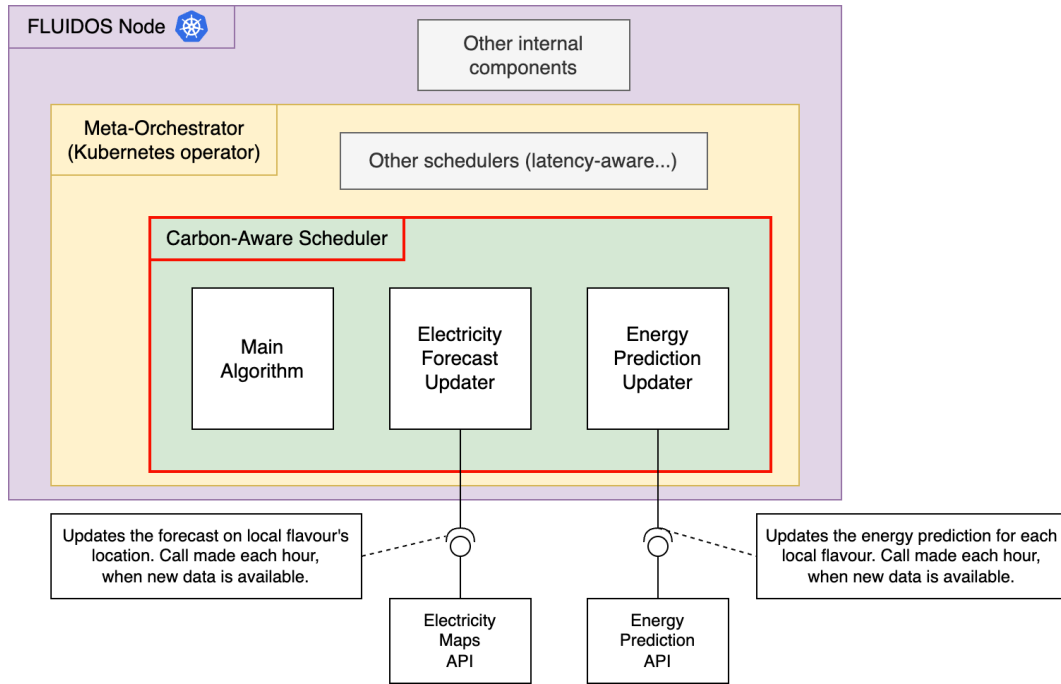 FLUIDOS Node
Other internal
components
Meta-Orchestrator
(Kubernetes operator)
Other schedulers (latency-aware...)
Carbon-Aware Scheduler
Main
Algorithm
Electricity
Forecast
Updater
Energy
Prediction
Updater
Updates the forecast on local flavour's
location. Call made each hour,
when new data is available.
Updates the energy prediction for each
local flavour. Call made each hour,
when new data is available.
Electricity
Maps
API
Energy
Prediction
API